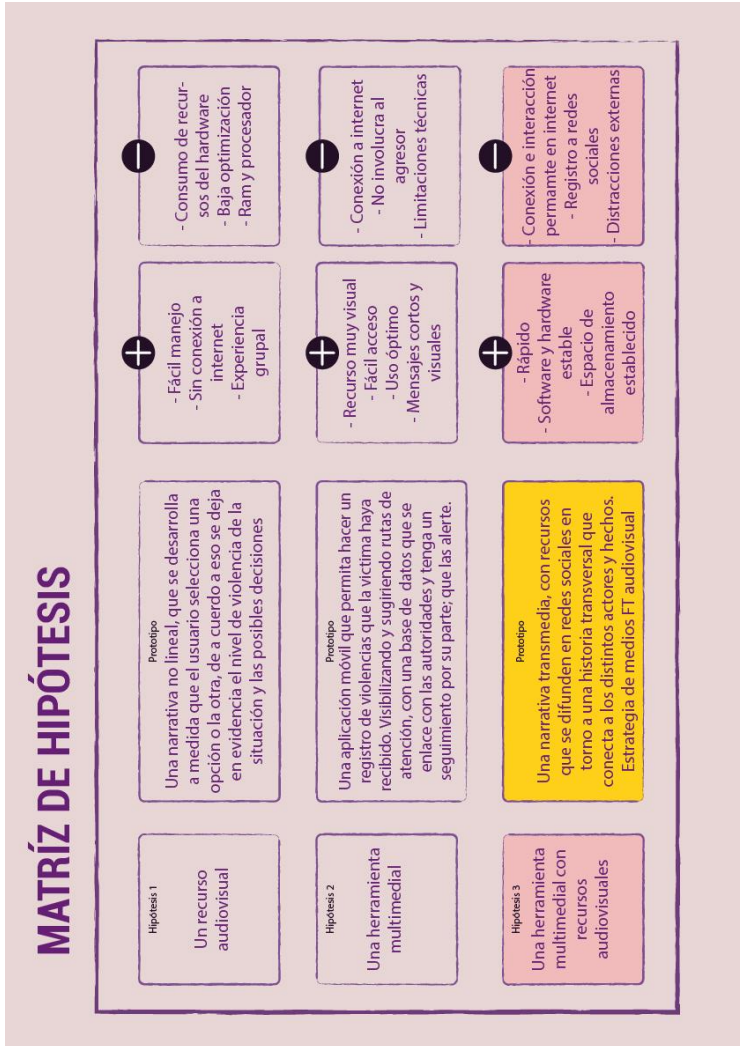 MATRÍZ DE HIPÓTESIS
Hipótesis 1
Un recurso
audiovisual
Prototipo
Una narrativa no lineal, que se desarrolla
a medida que el usuario selecciona una
opción o la otra, de a cuerdo a eso se deja
en evidencia el nivel de violencia de la
situación y las posibles decisiones
+
- Fácil manejo
- Sin conexión a
internet
- Experiencia
grupal
−
- Consumo de recur-
sos del hardware
- Baja optimización
- Ram y procesador
Hipótesis 2
Una herramienta
multimedial
Prototipo
Una aplicación móvil que permita hacer un
registro de violencias que la victima haya
recibido. Visibilizando y sugiriendo rutas de
atención, con una base de datos que se
enlace con las autoridades y tenga un
seguimiento por su parte; que las alerte.
+
- Recurso muy visual
- Fácil acceso
- Uso óptimo
- Mensajes cortos y
visuales
−
- Conexión a internet
- No involucra al
agresor
- Limitaciones técnicas
Hipótesis 3
Una herramienta
multimedial con
recursos
audiovisuales
Prototipo
Una narrativa transmedia, con recursos
que se difunden en redes sociales en
torno a una historia transversal que
conecta a los distintos actores y hechos.
Estrategia de medios FT audiovisual
+
- Rápido
- Software y hardware
estable
- Espacio de
almacenamiento
establecido
−
- Conexión e interacción
permamte en internet
- Registro a redes
sociales
- Distracciones externas